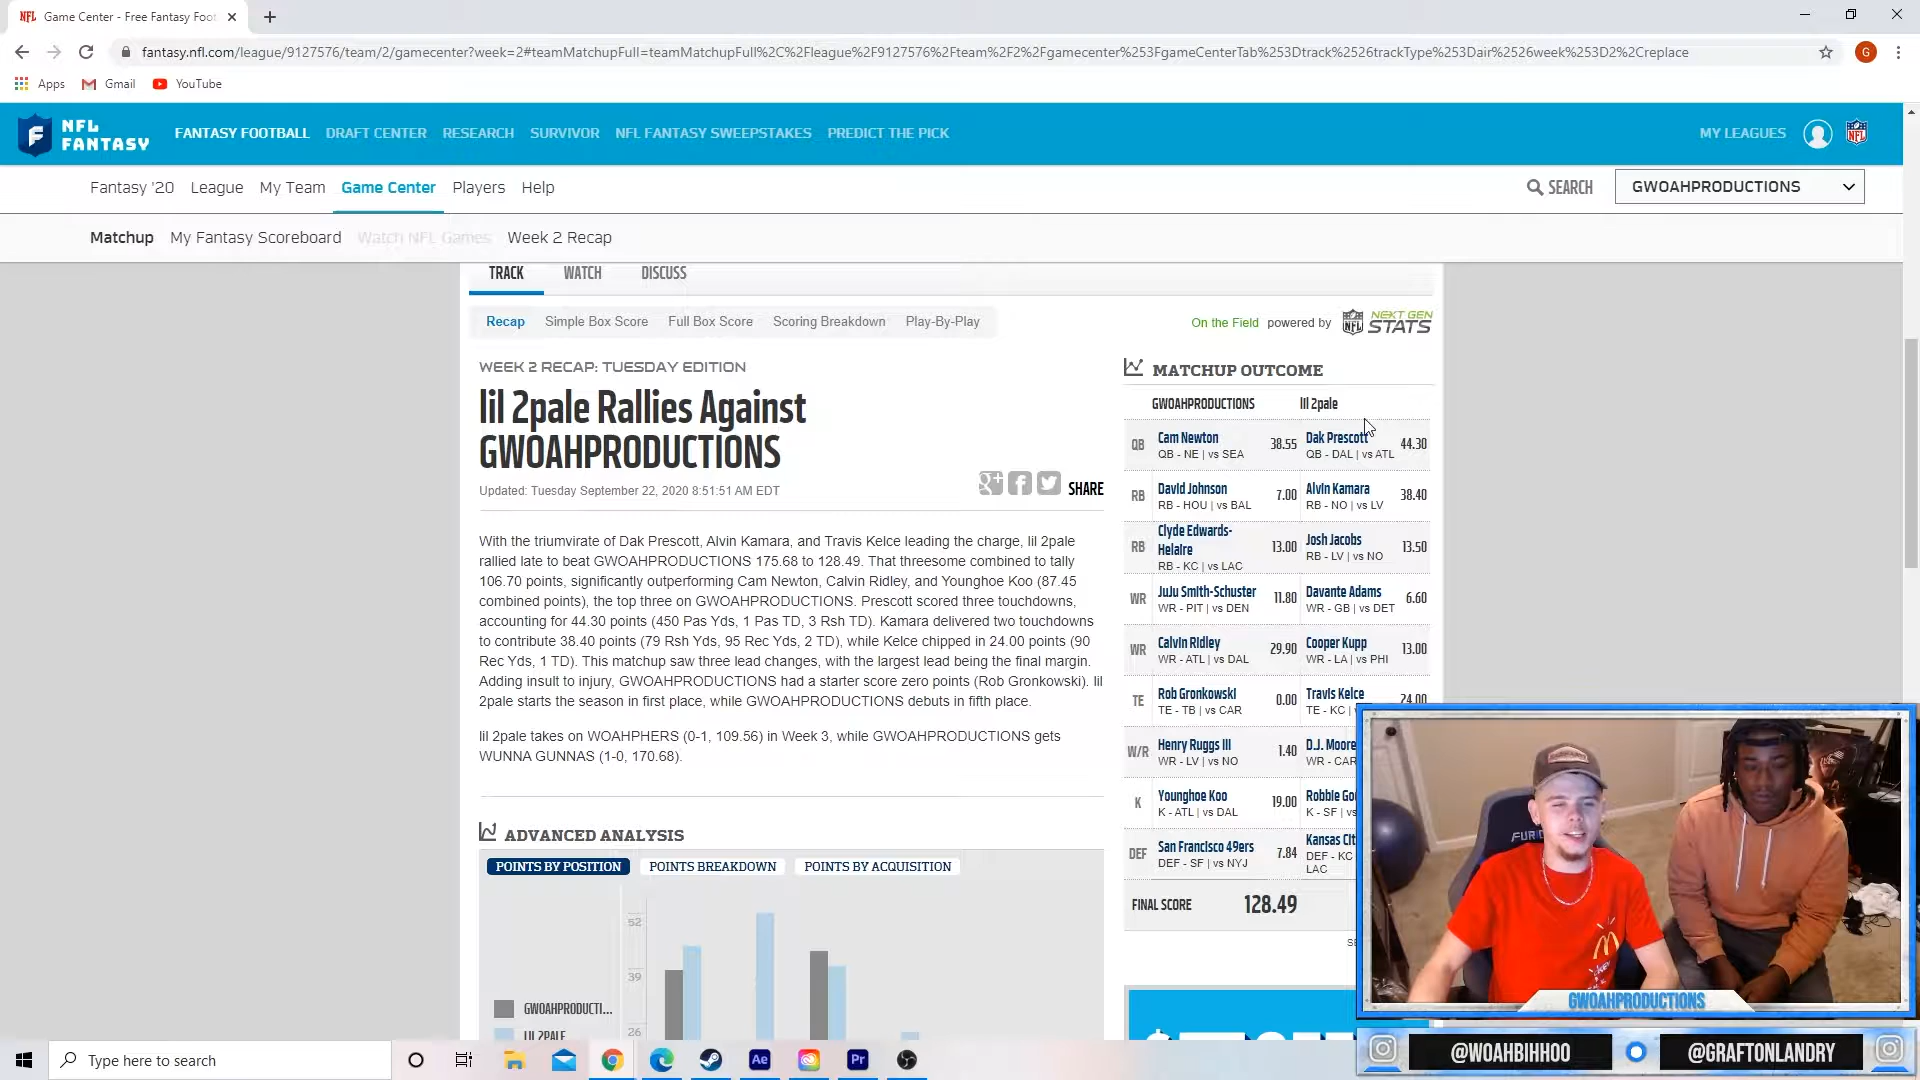 Game Center - Free Fantasy Foot
fantasy.nfl.com/league/9127576/team/2/gamecenter?week=2#teamMatchupFull=teamMatchupFull%2C%2Fleague%2F9127576%2Fteam%2F2%2Fgamecenter%253FgameCenterTab%253Dtrack%2526trackType%253Dair%2526week%253D2%2Creplace
G
Apps Gmail YouTube
NFL FANTASY
FANTASY FOOTBALL DRAFT CENTER RESEARCH SURVIVOR NFL FANTASY SWEEPSTAKES PREDICT THE PICK MY LEAGUES
Fantasy '20 League My Team Game Center Players Help SEARCH GWOAHPRODUCTIONS
Matchup My Fantasy Scoreboard Watch NFL Games Week 2 Recap
TRACK WATCH DISCUSS
Recap Simple Box Score Full Box Score Scoring Breakdown Play-By-Play
On the Field powered by NFL NEXT GEN STATS
WEEK 2 RECAP: TUESDAY EDITION
lil 2pale Rallies Against
GWOAHPRODUCTIONS
Updated: Tuesday September 22, 2020 8:51:51 AM EDT
SHARE
With the triumvirate of Dak Prescott, Alvin Kamara, and Travis Kelce leading the charge, lil 2pale
rallied late to beat GWOAHPRODUCTIONS 175.68 to 128.49. That threesome combined to tally
106.70 points, significantly outperforming Cam Newton, Calvin Ridley, and Younghoe Koo (87.45
combined points), the top three on GWOAHPRODUCTIONS. Prescott scored three touchdowns,
accounting for 44.30 points (450 Pas Yds, 1 Pas TD, 3 Rsh TD). Kamara delivered two touchdowns
to contribute 38.40 points (79 Rsh Yds, 95 Rec Yds, 2 TD), while Kelce chipped in 24.00 points (90
Rec Yds, 1 TD). This matchup saw three lead changes, with the largest lead being the final margin.
Adding insult to injury, GWOAHPRODUCTIONS had a starter score zero points (Rob Gronkowski). lil
2pale starts the season in first place, while GWOAHPRODUCTIONS debuts in fifth place.
lil 2pale takes on WOAHPHERS (0-1, 109.56) in Week 3, while GWOAHPRODUCTIONS gets
WUNNA GUNNAS (1-0, 170.68).
ADVANCED ANALYSIS
POINTS BY POSITION POINTS BREAKDOWN POINTS BY ACQUISITION
52
39
26
GWOAHPRODUCTI...
LIL 2PALE
MATCHUP OUTCOME
GWOAHPRODUCTIONS lil 2pale
QB Cam Newton 38.55 Dak Prescott 44.30
QB - NE | vs SEA QB - DAL | vs ATL
RB David Johnson 7.00 Alvin Kamara 38.40
RB - HOU | vs BAL RB - NO | vs LV
RB Clyde Edwards-Helaire 13.00 Josh Jacobs 13.50
RB - KC | vs LAC RB - LV | vs NO
WR JuJu Smith-Schuster 11.80 Davante Adams 6.60
WR - PIT | vs DEN WR - GB | vs DET
WR Calvin Ridley 29.90 Cooper Kupp 13.00
WR - ATL | vs DAL WR - LA | vs PHI
TE Rob Gronkowski 0.00 Travis Kelce 24.00
TE - TB | vs CAR TE - KC |
W/R Henry Ruggs III 1.40 D.J. Moore
WR - LV | vs NO WR - CAR
K Younghoe Koo 19.00 Robbie Go
K - ATL | vs DAL K - SF | vs
DEF San Francisco 49ers 7.84 Kansas Cit
DEF - SF | vs NYJ DEF - KC
LAC
FINAL SCORE 128.49
GWOAHPRODUCTIONS
@WOAHBIHHOO @GRAFTONLANDRY
Type here to search
Ae Pr